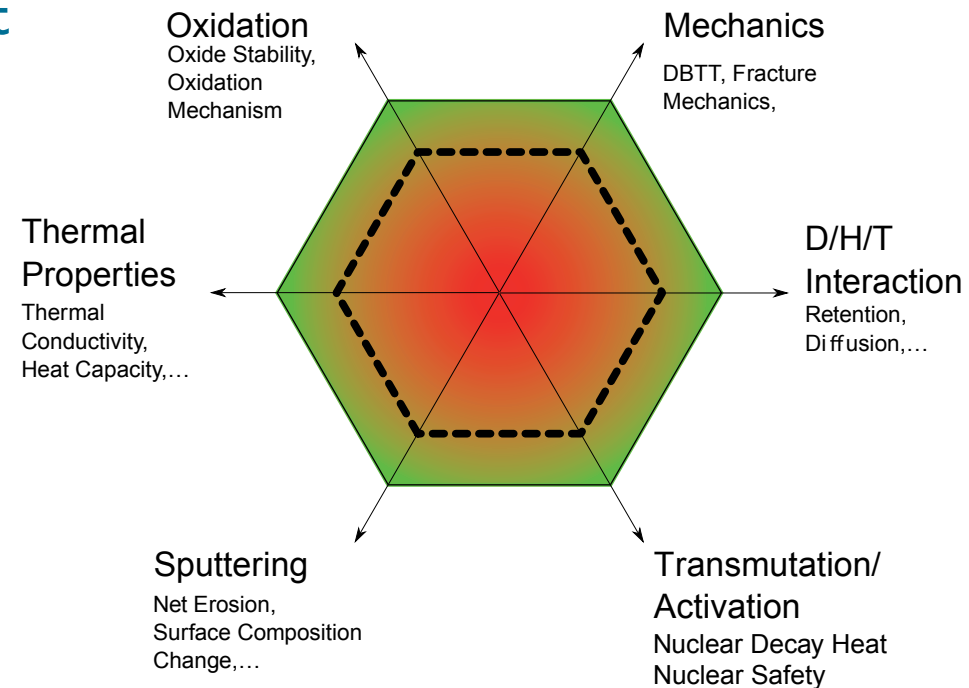 t
Oxidation
Oxide Stability,
Oxidation
Mechanism
Mechanics
DBTT, Fracture
Mechanics,
Thermal
Properties
Thermal
Conductivity,
Heat Capacity,…
D/H/T
Interaction
Retention,
Diffusion,…
Sputtering
Net Erosion,
Surface Composition
Change,…
Transmutation/
Activation
Nuclear Decay Heat
Nuclear Safety